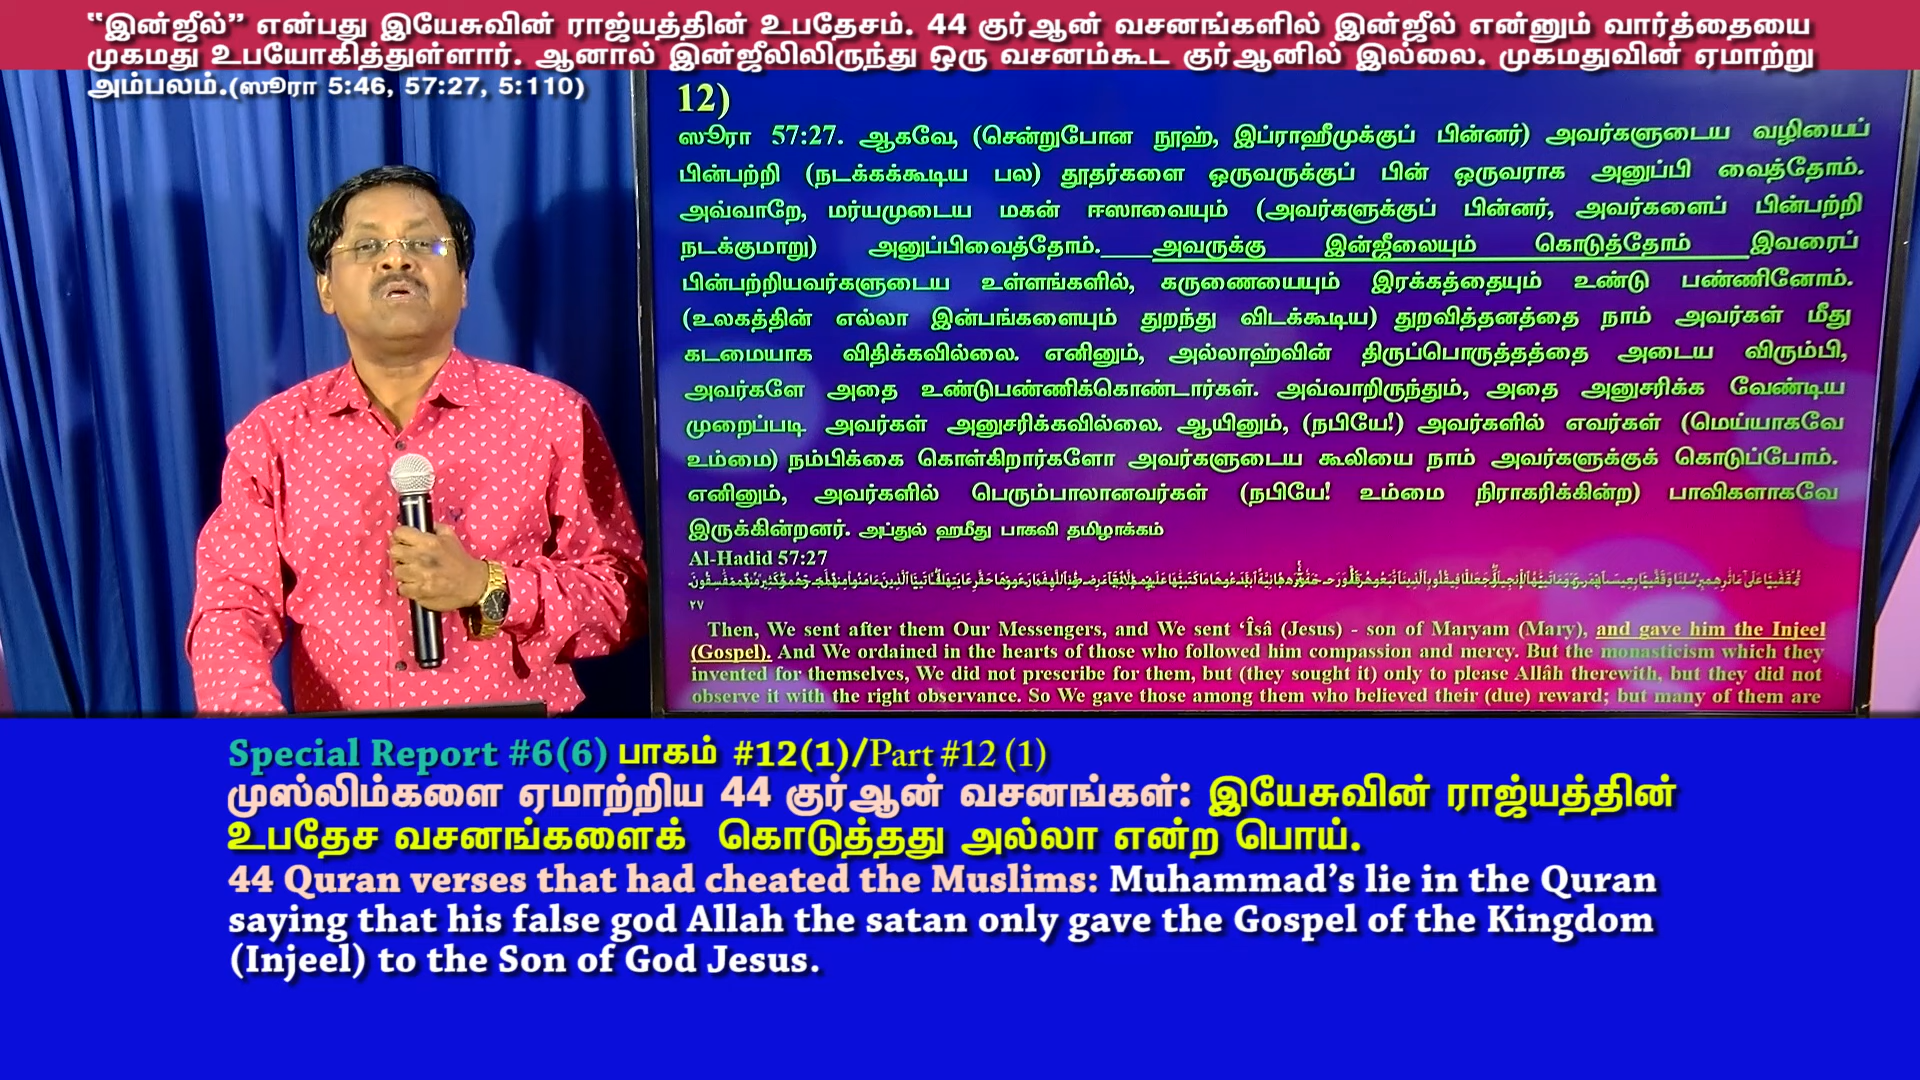 “இன்ஜீல்” என்பது இயேசுவின் ராஜ்யத்தின் உபதேசம். 44 குர்ஆன் வசனங்களில் இன்ஜீல் என்னும் வார்த்தையை
முகமது உபயோகித்துள்ளார். ஆனால் இன்ஜீலிலிருந்து ஒரு வசனம்கூட குர்ஆனில் இல்லை. முகமதுவின் ஏமாற்று
அம்பலம்.(ஸூரா 5:46, 57:27, 5:110)
12)
ஸூரா 57:27. ஆகவே, (சென்றுபோன நூஹ், இப்ராஹீமுக்குப் பின்னர்) அவர்களுடைய வழியைப்
பின்பற்றி (நடக்கக்கூடிய பல) தூதர்களை ஒருவருக்குப் பின் ஒருவராக அனுப்பி வைத்தோம்.
அவ்வாறே, மர்யமுடைய மகன் ஈஸாவையும் (அவர்களுக்குப் பின்னர், அவர்களைப் பின்பற்றி
நடக்குமாறு) அனுப்பிவைத்தோம். அவருக்கு இன்ஜீலையும் கொடுத்தோம் இவரைப்
பின்பற்றியவர்களுடைய உள்ளங்களில், கருணையையும் இரக்கத்தையும் உண்டு பண்ணினோம்.
(உலகத்தின் எல்லா இன்பங்களையும் துறந்து விடக்கூடிய) துறவித்தனத்தை நாம் அவர்கள் மீது
கடமையாக விதிக்கவில்லை. எனினும், அல்லாஹ்வின் திருப்பொருத்தத்தை அடைய விரும்பி,
அவர்களே அதை உண்டுபண்ணிக்கொண்டார்கள். அவ்வாறிருந்தும், அதை அனுசரிக்க வேண்டிய
முறைப்படி அவர்கள் அனுசரிக்கவில்லை. ஆயினும், (நபியே!) அவர்களில் எவர்கள் (மெய்யாகவே
உம்மை) நம்பிக்கை கொள்கிறார்களோ அவர்களுடைய கூலியை நாம் அவர்களுக்குக் கொடுப்போம்.
எனினும், அவர்களில் பெரும்பாலானவர்கள் (நபியே! உம்மை நிராகரிக்கின்ற) பாவிகளாகவே
இருக்கின்றனர். அப்துல் ஹமீது பாகவி தமிழாக்கம்
Al-Hadid 57:27
٢٧
Then, We sent after them Our Messengers, and We sent ‘Îsâ (Jesus) - son of Maryam (Mary), and gave him the Injeel
(Gospel). And We ordained in the hearts of those who followed him compassion and mercy. But the monasticism which they
invented for themselves, We did not prescribe for them, but (they sought it) only to please Allâh therewith, but they did not
observe it with the right observance. So We gave those among them who believed their (due) reward; but many of them are
Special Report #6(6) பாகம் #12(1)/Part #12 (1)
முஸ்லிம்களை ஏமாற்றிய 44 குர்ஆன் வசனங்கள்: இயேசுவின் ராஜ்யத்தின்
உபதேச வசனங்களைக் கொடுத்தது அல்லா என்ற பொய்.
44 Quran verses that had cheated the Muslims: Muhammad’s lie in the Quran
saying that his false god Allah the satan only gave the Gospel of the Kingdom
(Injeel) to the Son of God Jesus.